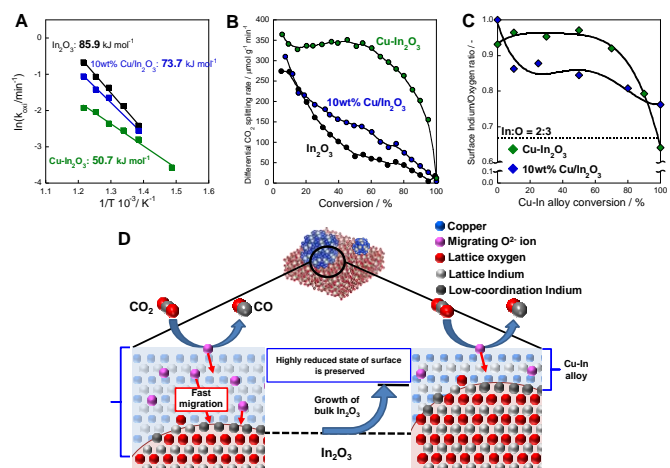 A
In₂O₃: 85.9 kJ mol⁻¹
10wt% Cu/In₂O₃: 73.7 kJ mol⁻¹
Cu-In₂O₃: 50.7 kJ mol⁻¹
ln(k_oxi/min⁻¹)
0
-1
-2
-3
-4
1.1 1.2 1.3 1.4 1.5 1.6
1/T 10⁻³/ K⁻¹
B
Differential CO₂ splitting rate / μmol g⁻¹ min⁻¹
400
350
300
250
200
150
100
50
0
Cu-In₂O₃
10wt% Cu/In₂O₃
In₂O₃
0 20 40 60 80 100
Conversion / %
C
Surface Indium/Oxygen ratio / -
1.0
0.9
0.8
0.7
0.6
0.1
0.0
In:O = 2:3
Cu-In₂O₃
10wt% Cu/In₂O₃
0 20 40 60 80 100
Cu-In alloy conversion / %
D
Copper
Migrating O²⁻ ion
Lattice oxygen
Lattice Indium
Low-coordination Indium
CO₂
CO
CO₂
CO
Highly reduced state of surface
is preserved
Fast
migration
Growth of
bulk In₂O₃
Cu-In
alloy
In₂O₃